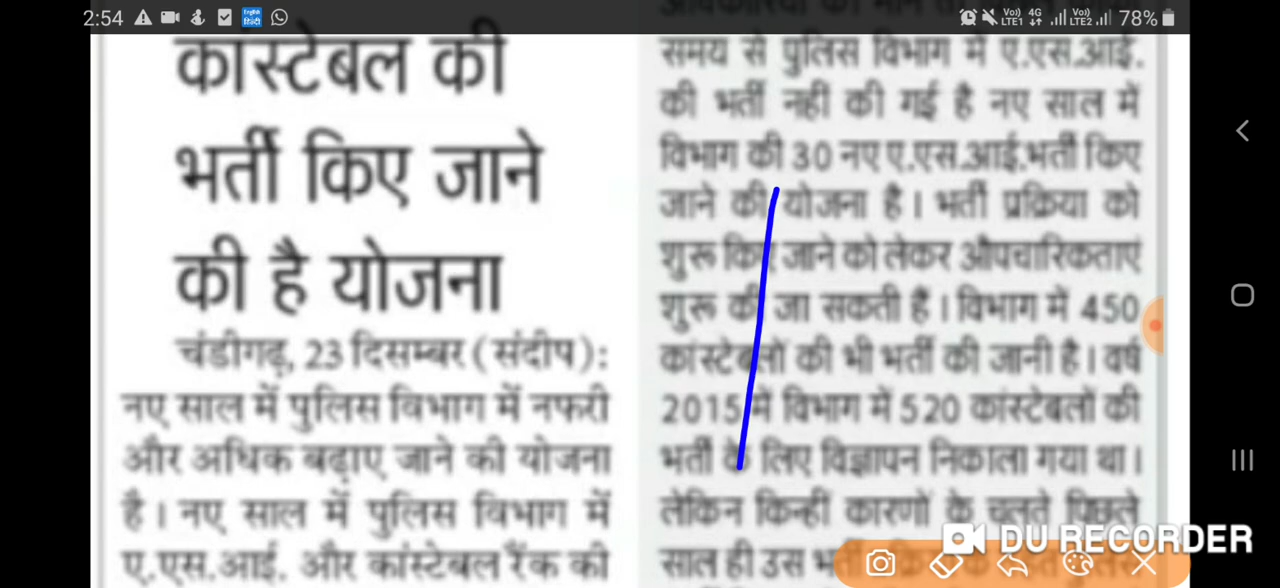 2:54
English
हिन्दी
Vo))
LTE1
4G
Vo))
LTE2
78%
कांस्टेबल की
भर्ती किए जाने
की है योजना
चंडीगढ़, 23 दिसम्बर (संदीप):
नए साल में पुलिस विभाग में नफरी
और अधिक बढ़ाए जाने की योजना
है। नए साल में पुलिस विभाग में
ए.एस.आई. और कांस्टेबल रैंक की
समय से पुलिस विभाग में ए.एस.आई.
की भर्ती नहीं की गई है नए साल में
विभाग की 30 नए ए.एस.आई.भर्ती किए
जाने की योजना है। भर्ती प्रक्रिया को
शुरू किए जाने को लेकर औपचारिकताएं
शुरू की जा सकती हैं। विभाग में 450
कांस्टेबलों की भी भर्ती की जानी है। वर्ष
2015 में विभाग में 520 कांस्टेबलों की
भर्ती के लिए विज्ञापन निकाला गया था।
लेकिन किन्हीं कारणों के चलते पिछले
साल ही उस
DU RECORDER